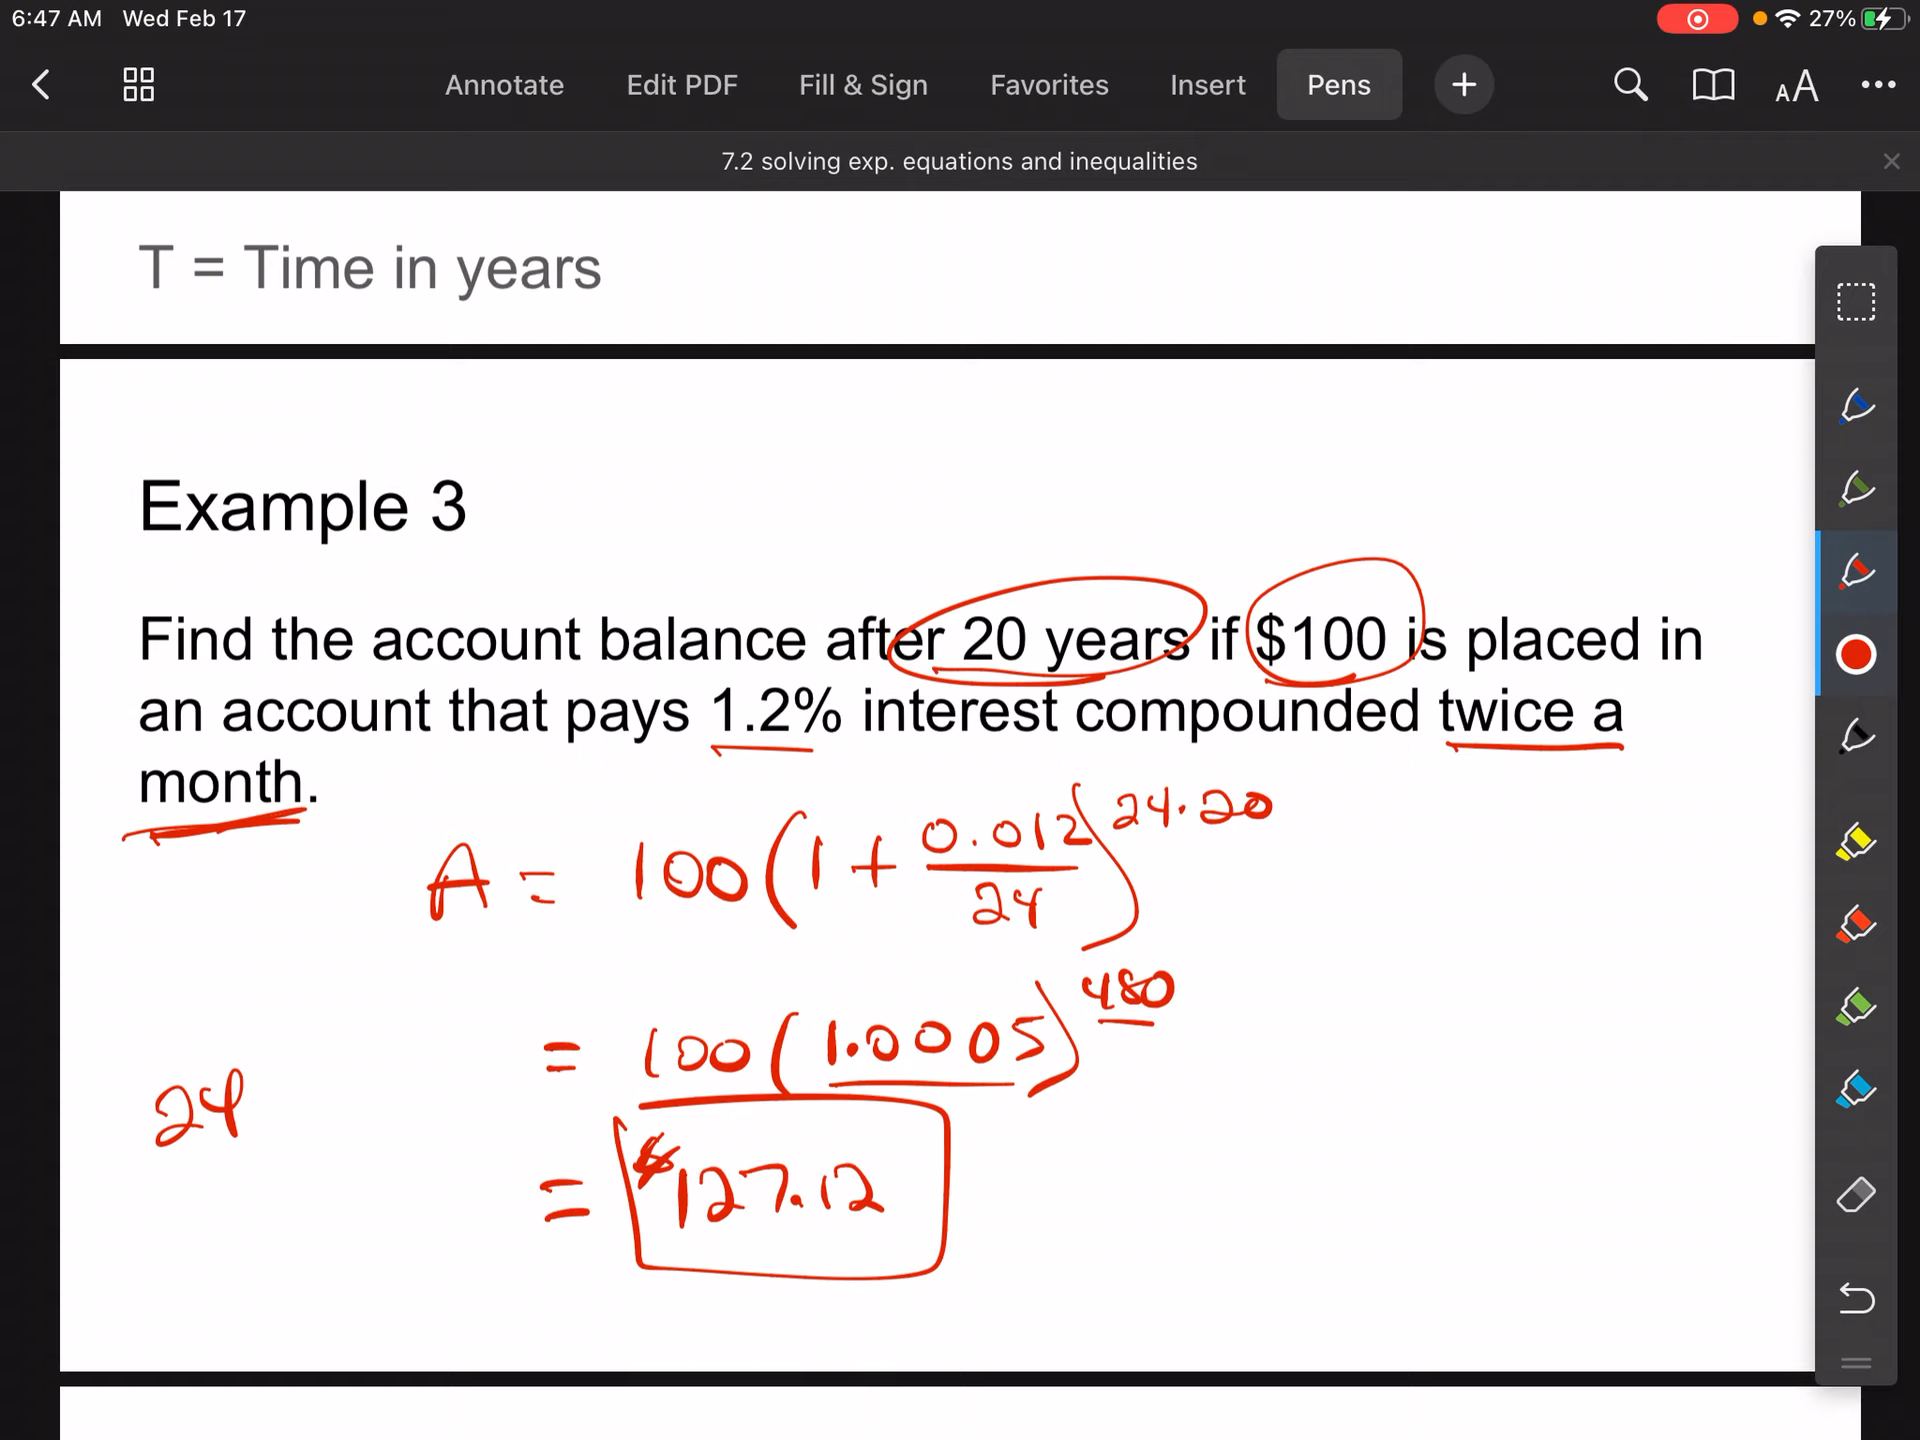 6:47 AM Wed Feb 17 27%
Annotate Edit PDF Fill & Sign Favorites Insert Pens + AA ...
7.2 solving exp. equations and inequalities ×
T = Time in years
Example 3
Find the account balance after 20 years if $100 is placed in
an account that pays 1.2% interest compounded twice a
month.
A = 100(1 + 0.012/24)^24·20
= 100(1.0005)^480
24
= $127.12